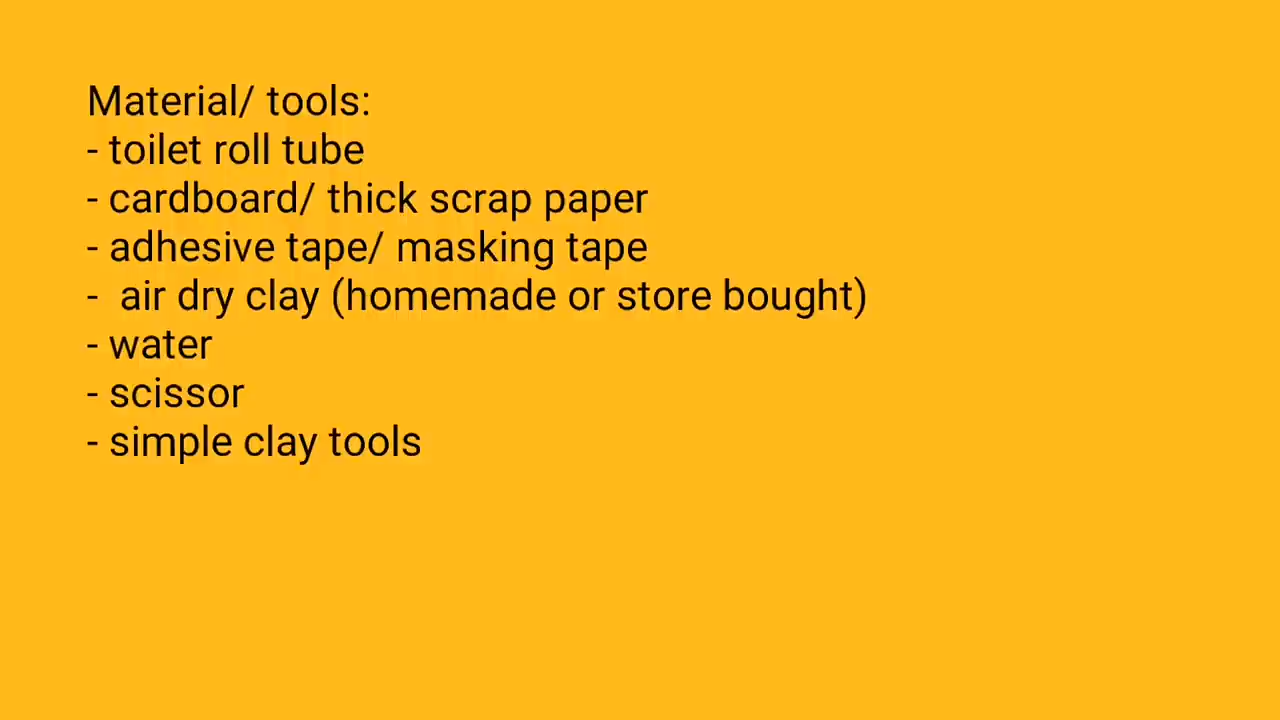 Material/ tools:
- toilet roll tube
- cardboard/ thick scrap paper
- adhesive tape/ masking tape
-  air dry clay (homemade or store bought)
- water
- scissor
- simple clay tools